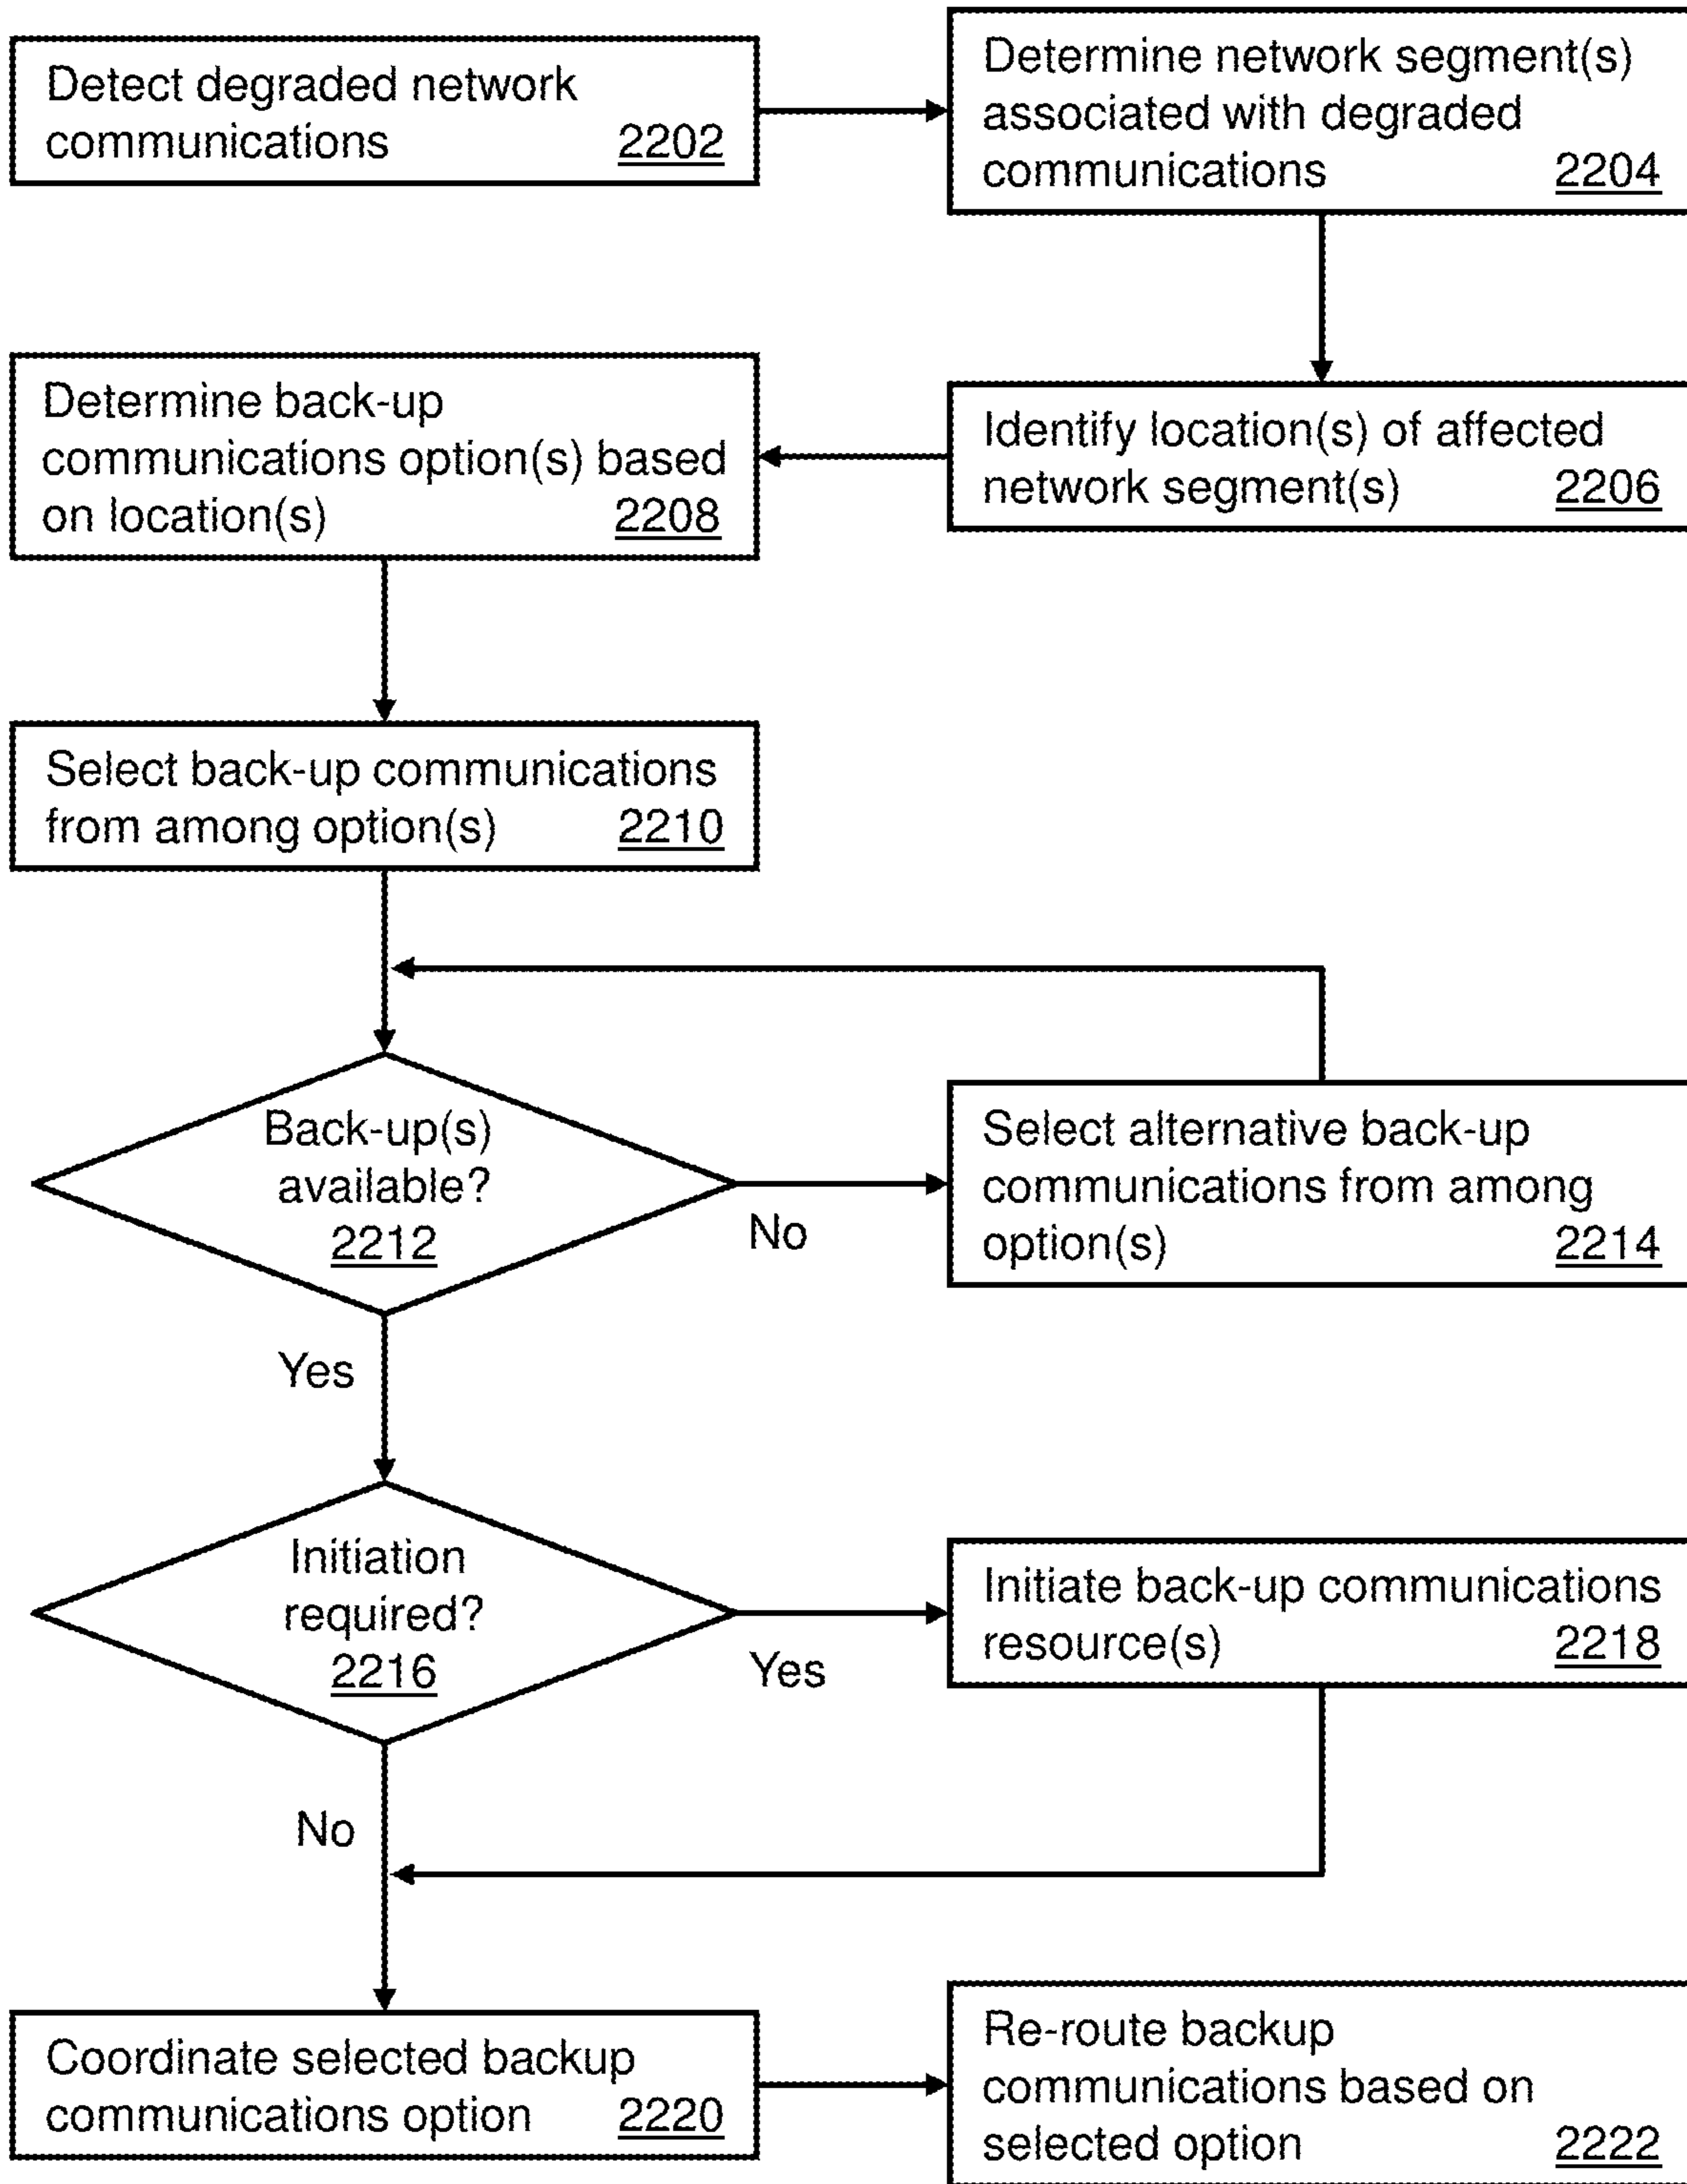 Detect degraded network
communications 2202
Determine network segment(s)
associated with degraded
communications 2204
Identify location(s) of affected
network segment(s) 2206
Determine back-up
communications option(s) based
on location(s) 2208
Select back-up communications
from among option(s) 2210
Back-up(s)
available?
2212
No
Select alternative back-up
communications from among
option(s) 2214
Yes
Initiation
required?
2216
Yes
Initiate back-up communications
resource(s) 2218
No
Coordinate selected backup
communications option 2220
Re-route backup
communications based on
selected option 2222